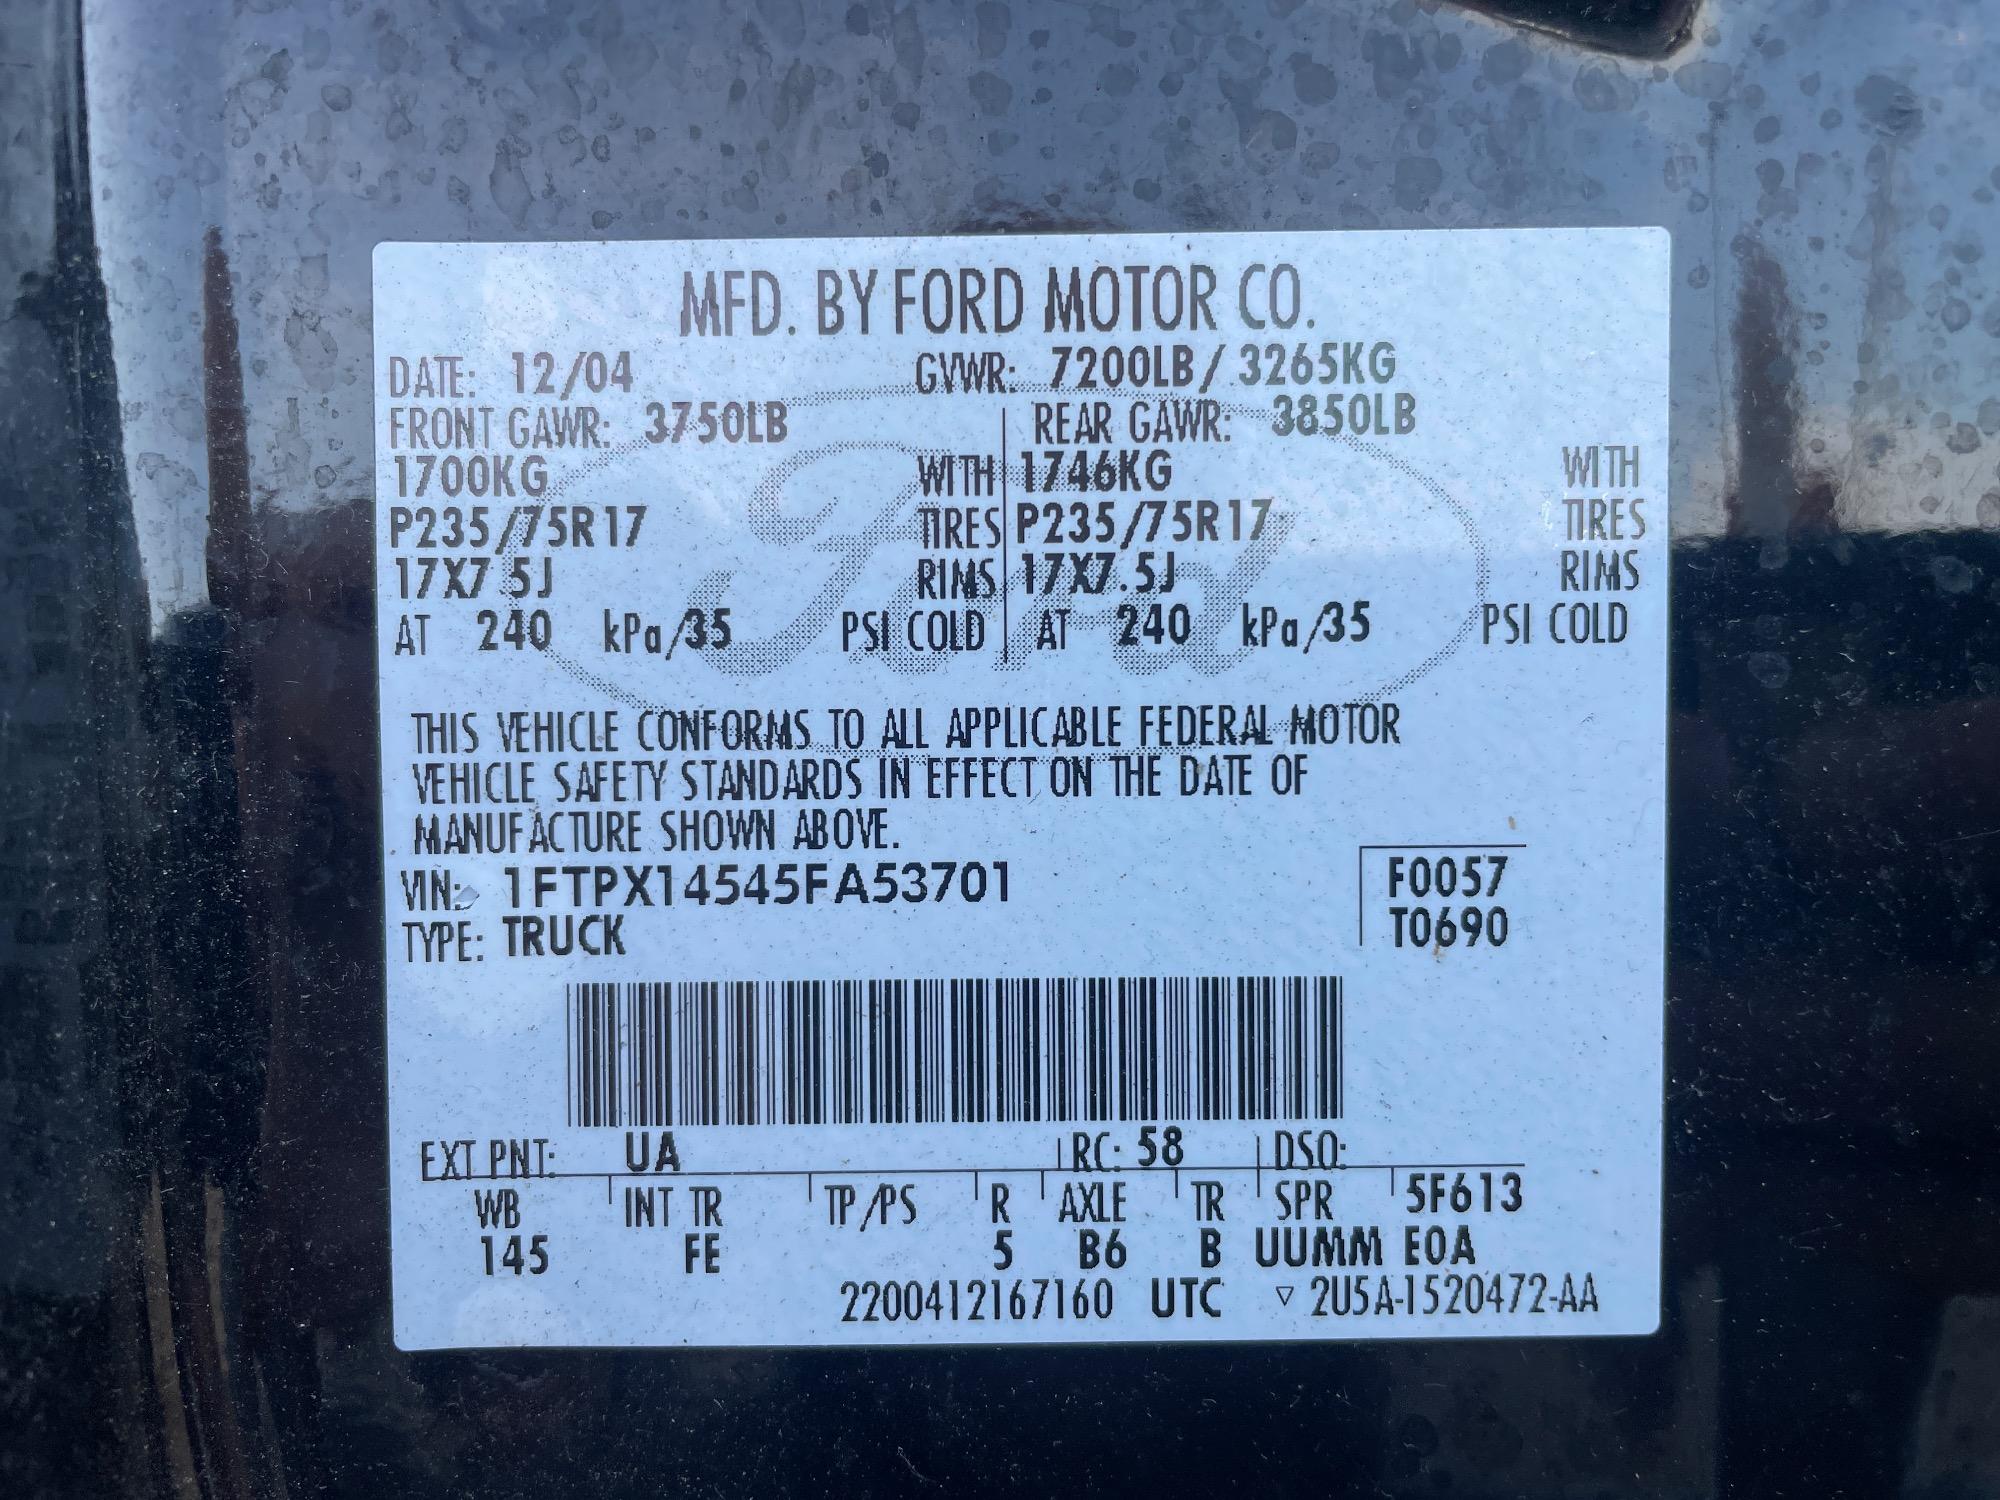 MFD. BY FORD MOTOR CO.
DATE: 12/04 GVWR: 7200LB/ 3265KG
FRONT GAWR: 3750LB REAR GAWR: 3850LB
1700KG WITH 1746KG WITH
P235/75R17 TIRES P235/75R17 TIRES
17X7.5J RIMS 17X7.5J RIMS
AT 240 kPa/35 PSI COLD AT 240 kPa/35 PSI COLD
Ford
THIS VEHICLE CONFORMS TO ALL APPLICABLE FEDERAL MOTOR
VEHICLE SAFETY STANDARDS IN EFFECT ON THE DATE OF
MANUFACTURE SHOWN ABOVE.
VIN: 1FTPX14545FA53701 F0057
TYPE: TRUCK T0690
EXT PNT: UA RC: 58 DSO:
WB INT TR TP/PS R AXLE TR SPR 5F613
145 FE 5 B6 B UUMM EOA
2200412167160 UTC ▽ 2U5A-1520472-AA